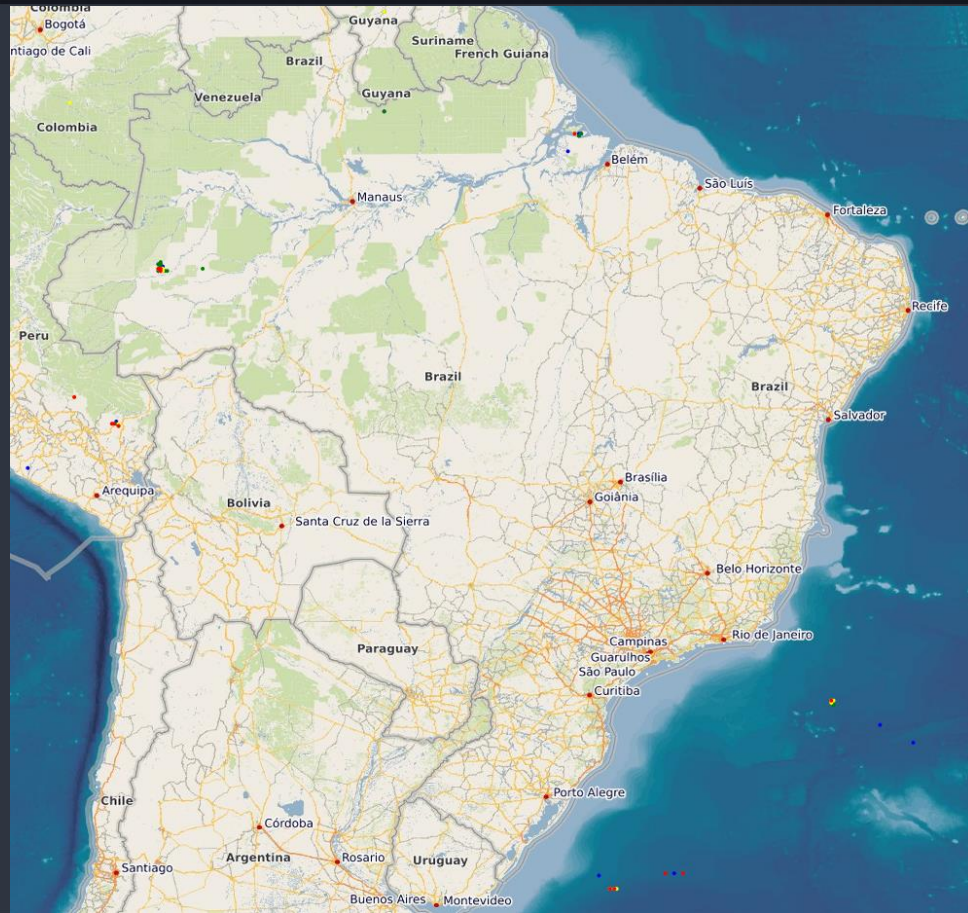 Colombia
Bogotá
ntiago de Cali
Colombia
Guyana
Suriname
French Guiana
Brazil
Venezuela
Guyana
Belém
São Luís
Manaus
Fortaleza
Recife
Peru
Brazil
Brazil
Salvador
Brasília
Arequipa
Goiânia
Bolivia
Santa Cruz de la Sierra
Belo Horizonte
Rio de Janeiro
Campinas
Paraguay
Guarulhos
São Paulo
Curitiba
Porto Alegre
Chile
Córdoba
Argentina
Rosario
Uruguay
Santiago
Buenos Aires
Montevideo